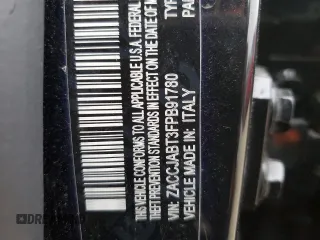 THIS VEHICLE CONFORMS TO ALL APPLICABLE U.S.A. FEDERAL
THEFT PREVENTION STANDARDS IN EFFECT ON THE DATE OF
VIN: ZACCJABT3FPB91780
VEHICLE MADE IN: ITALY